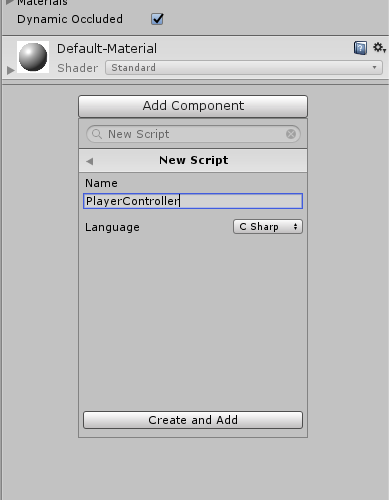 Materials
Dynamic Occluded
Default-Material
Shader Standard
Add Component
New Script
New Script
Name
PlayerController
Language C Sharp
Create and Add